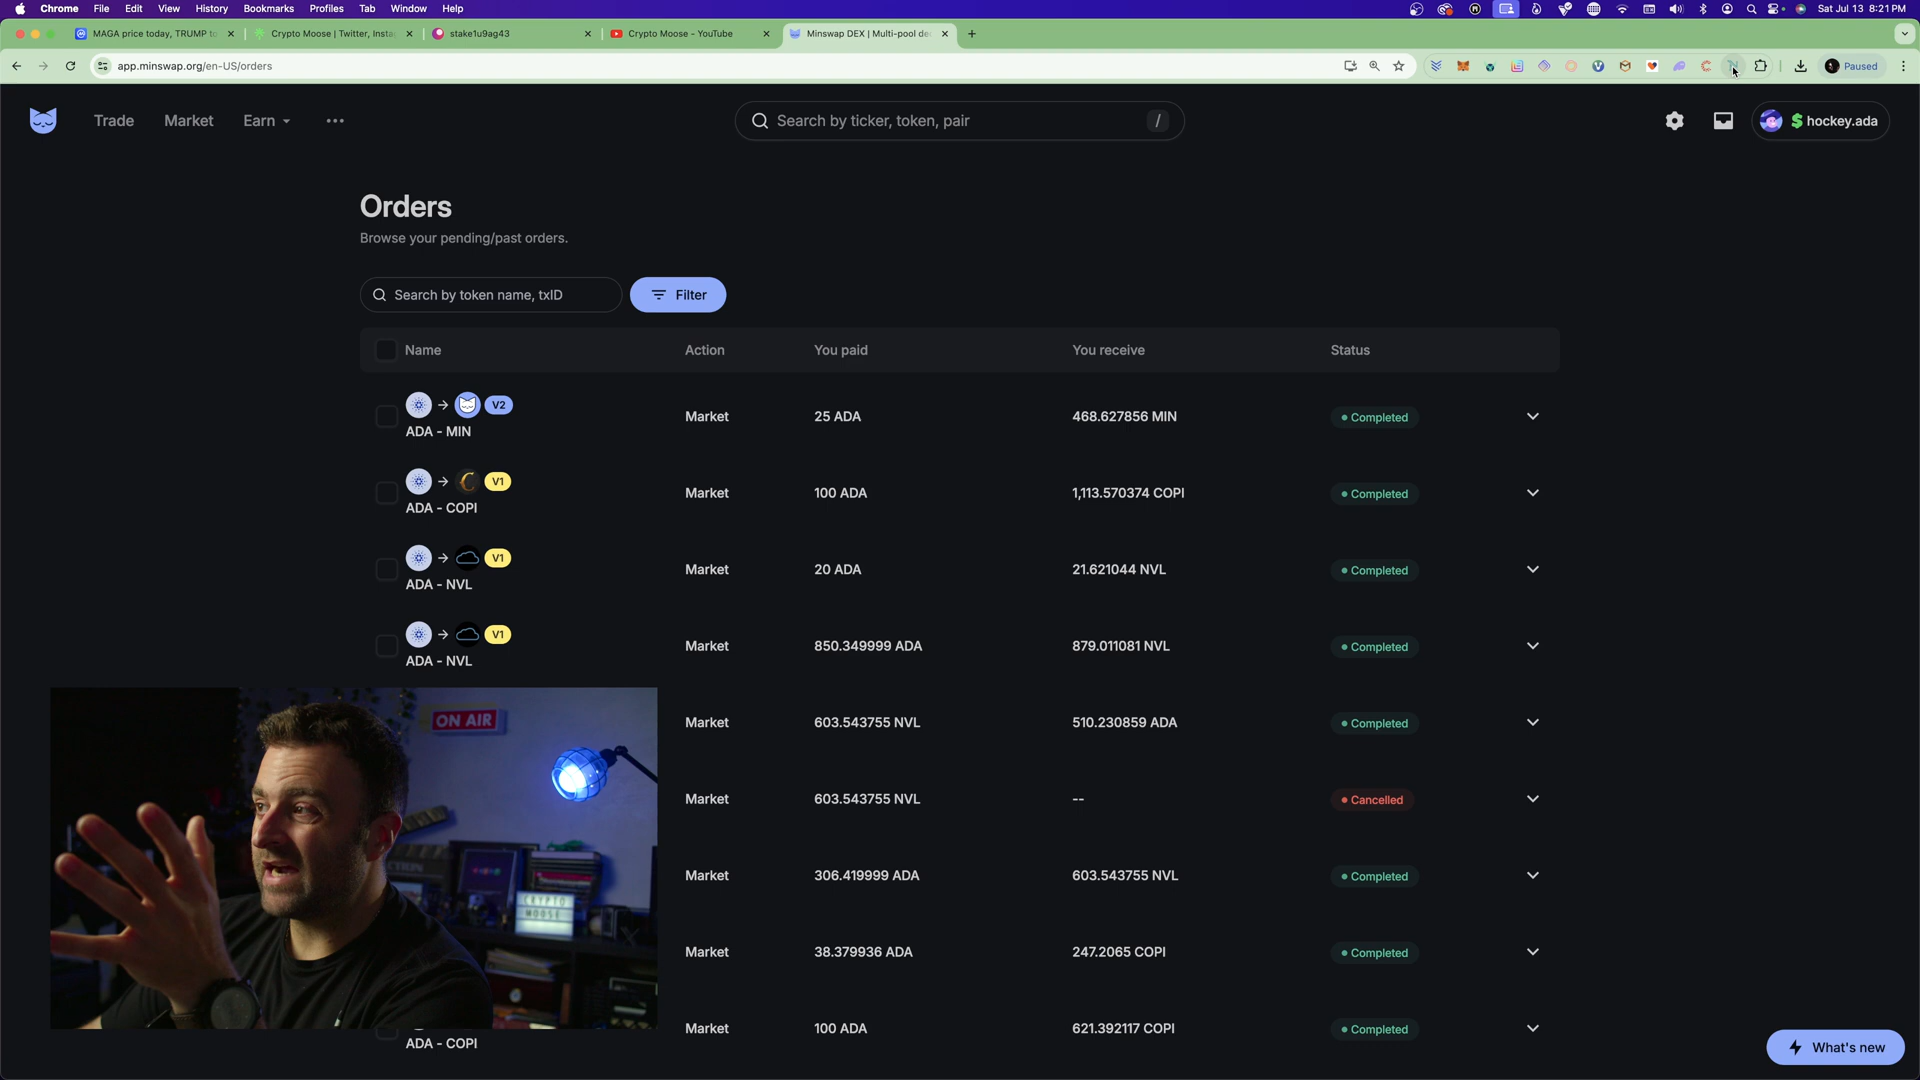 Chrome File Edit View History Bookmarks Profiles Tab Window Help
Sat Jul 13 8:21 PM
MAGA price today, TRUMP to
Crypto Moose | Twitter, Insta
stake1u9ag43
Crypto Moose - YouTube
Minswap DEX | Multi-pool de
app.minswap.org/en-US/orders
Paused
Trade Market Earn
Search by ticker, token, pair /
$ hockey.ada
Orders
Browse your pending/past orders.
Search by token name, txID
Filter
Name Action You paid You receive Status
V2
ADA - MIN Market 25 ADA 468.627856 MIN Completed
V1
ADA - COPI Market 100 ADA 1,113.570374 COPI Completed
V1
ADA - NVL Market 20 ADA 21.621044 NVL Completed
V1
ADA - NVL Market 850.349999 ADA 879.011081 NVL Completed
Market 603.543755 NVL 510.230859 ADA Completed
Market 603.543755 NVL -- Cancelled
Market 306.419999 ADA 603.543755 NVL Completed
Market 38.379936 ADA 247.2065 COPI Completed
Market 100 ADA 621.392117 COPI Completed
ADA - COPI
ON AIR
CRYPTO
MOOSE
What's new